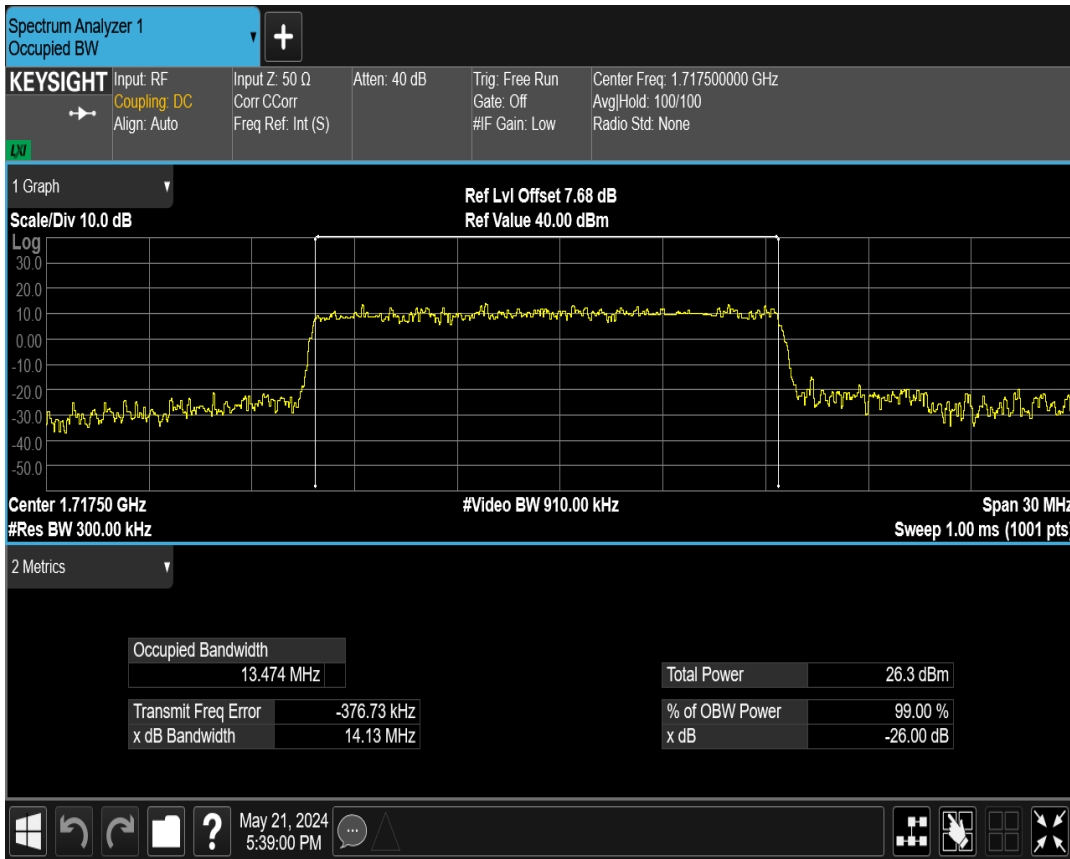 Spectrum Analyzer 1
Occupied BW
KEYSIGHT
Input: RF
Coupling: DC
Align: Auto
Input Z: 50 Ω
Corr CCorr
Freq Ref: Int (S)
Atten: 40 dB
Trig: Free Run
Gate: Off
#IF Gain: Low
Center Freq: 1.717500000 GHz
Avg|Hold: 100/100
Radio Std: None
LXI
1 Graph
Scale/Div 10.0 dB
Ref Lvl Offset 7.68 dB
Ref Value 40.00 dBm
Log
30.0
20.0
10.0
0.00
-10.0
-20.0
-30.0
-40.0
-50.0
Center 1.71750 GHz
#Video BW 910.00 kHz
Span 30 MHz
#Res BW 300.00 kHz
Sweep 1.00 ms (1001 pts)
2 Metrics
Occupied Bandwidth
13.474 MHz
Total Power 26.3 dBm
Transmit Freq Error -376.73 kHz
% of OBW Power 99.00 %
x dB Bandwidth 14.13 MHz
x dB -26.00 dB
May 21, 2024
5:39:00 PM